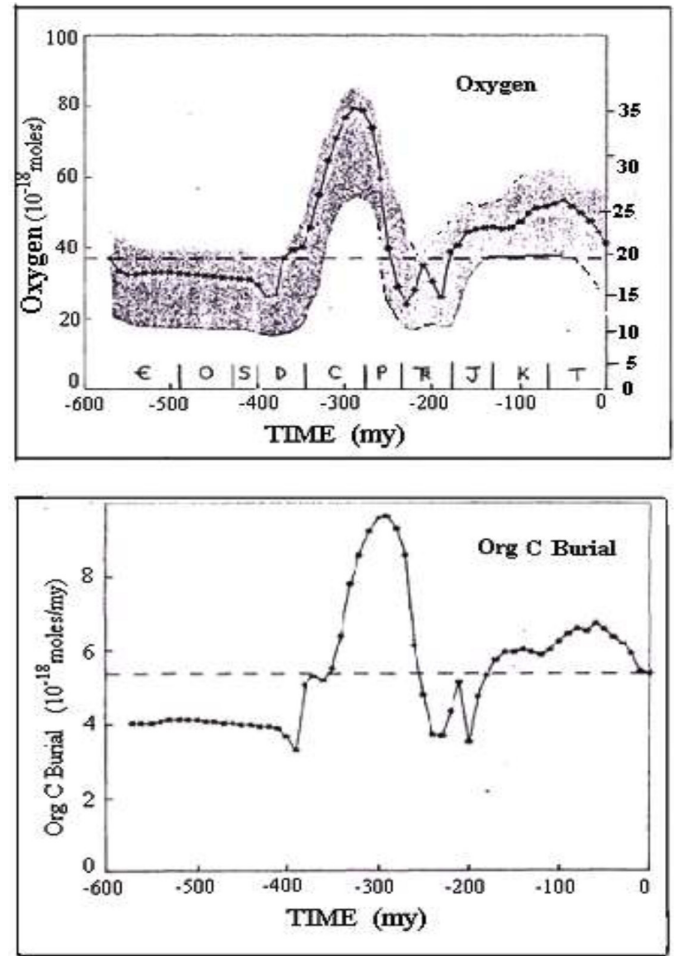 100
80
60
40
20
0
Oxygen (10⁻¹⁸ moles)
Oxygen
35
30
25
20
15
10
5
0
Є O S D C P TR J K T
-600 -500 -400 -300 -200 -100 0
TIME (my)
8
6
4
2
0
Org C Burial (10⁻¹⁸ moles/my)
Org C Burial
-600 -500 -400 -300 -200 -100 0
TIME (my)